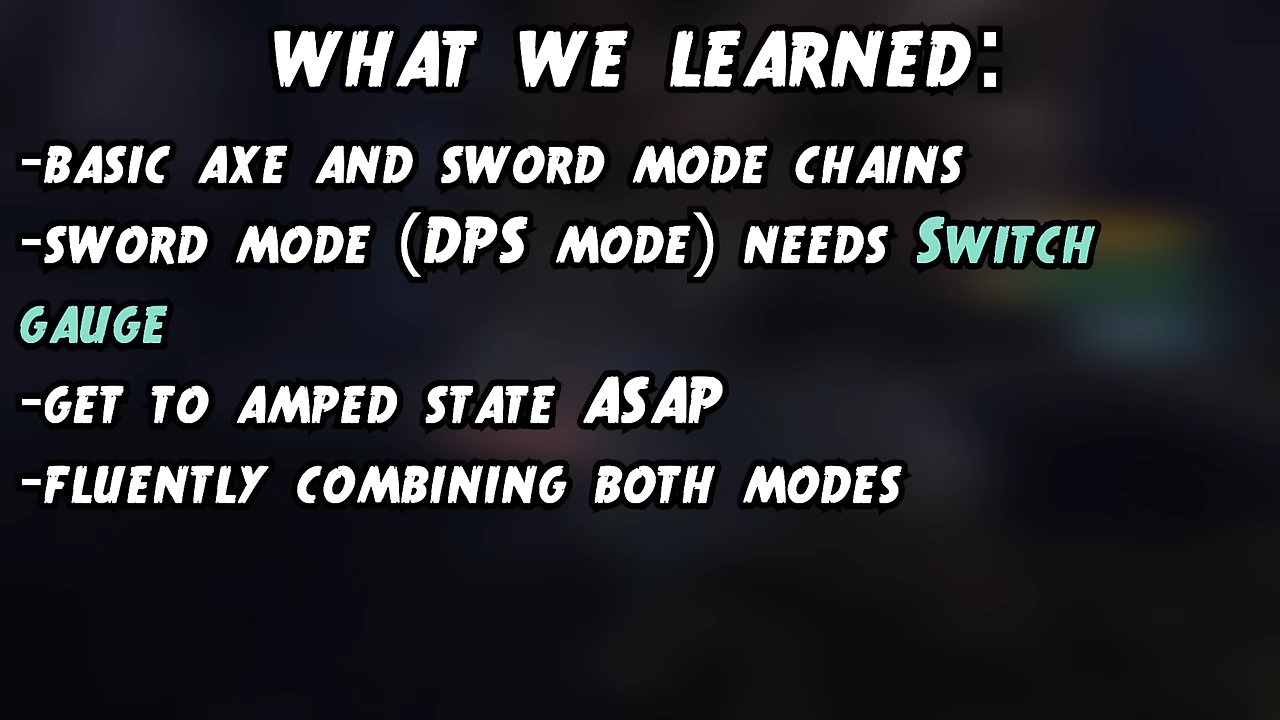 WHAT WE LEARNED:
-BASIC AXE AND SWORD MODE CHAINS
-SWORD MODE (DPS MODE) NEEDS SWITCH
GAUGE
-GET TO AMPED STATE ASAP
-FLUENTLY COMBINING BOTH MODES